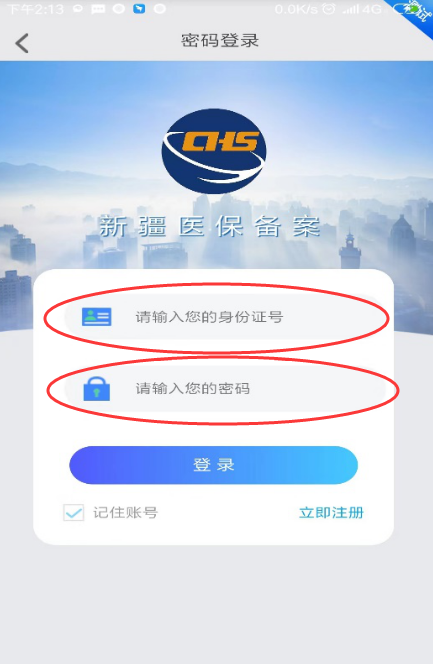 下午2:13
0.0K/s 4G
测试
密码登录
CHS
新疆医保备案
请输入您的身份证号
请输入您的密码
登录
记住账号 立即注册